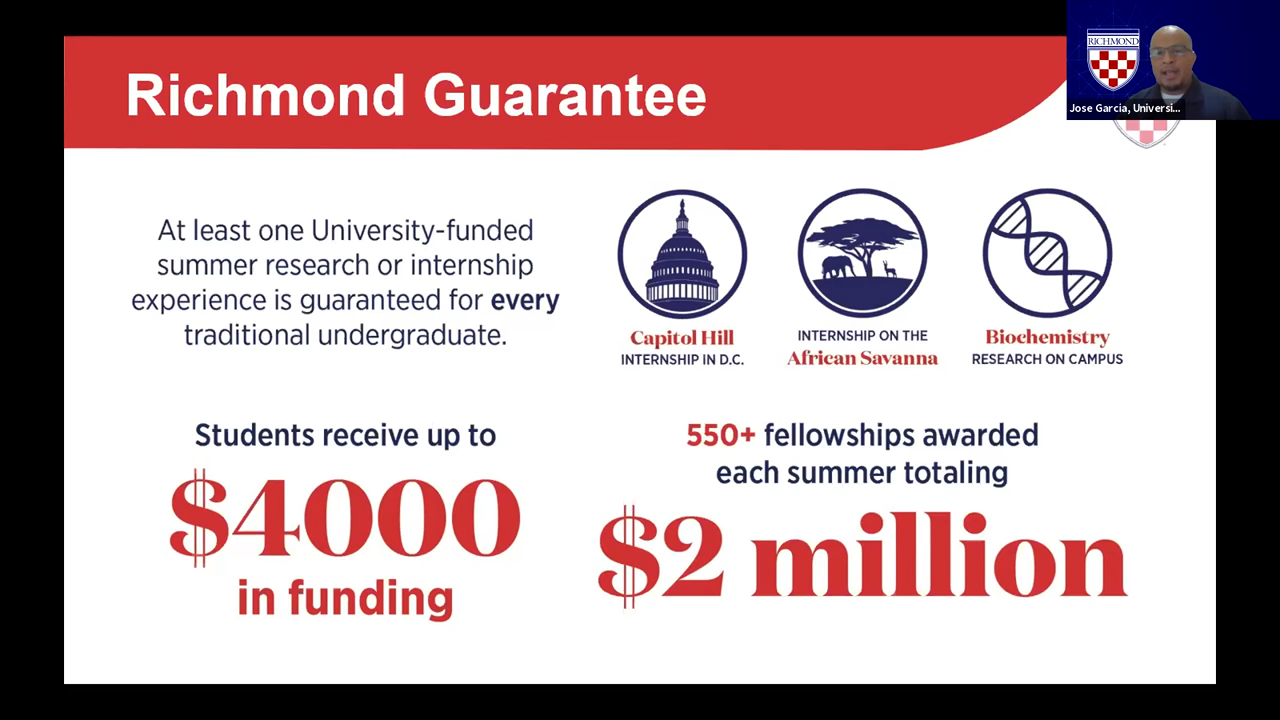 Richmond Guarantee
RICHMOND
Jose Garcia, Universi...
At least one University-funded
summer research or internship
experience is guaranteed for every
traditional undergraduate.
Capitol Hill
INTERNSHIP IN D.C.
INTERNSHIP ON THE
African Savanna
Biochemistry
RESEARCH ON CAMPUS
Students receive up to
$4000
in funding
550+ fellowships awarded
each summer totaling
$2 million